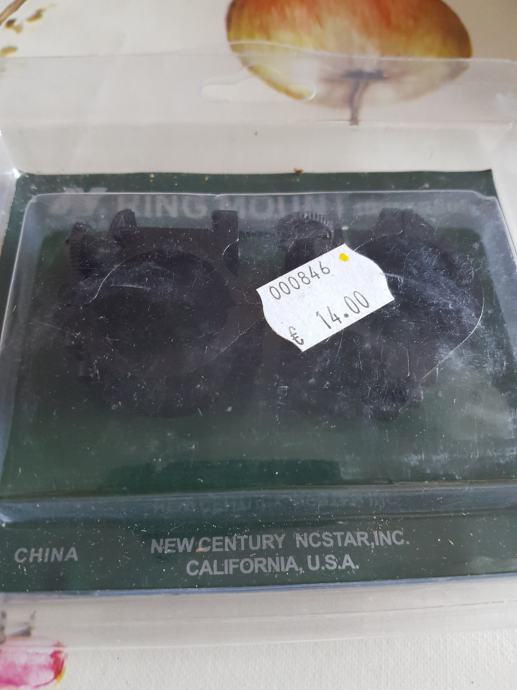 RING MOUNT
000846
€ 14.00
CHINA
NEW CENTURY NCSTAR, INC.
CALIFORNIA, U.S.A.